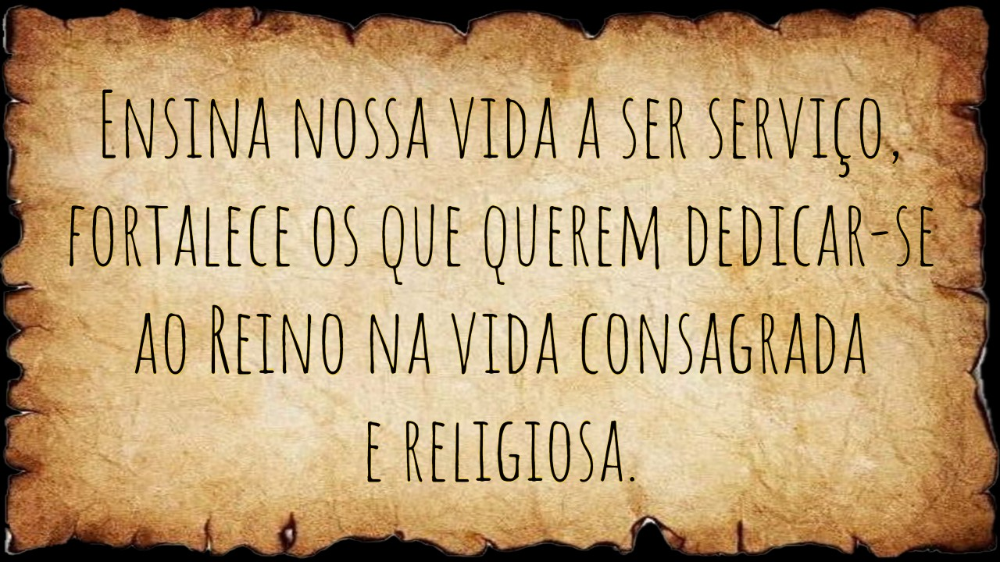 Ensina nossa vida a ser serviço,
fortalece os que querem dedicar-se
ao Reino na vida consagrada
e religiosa.